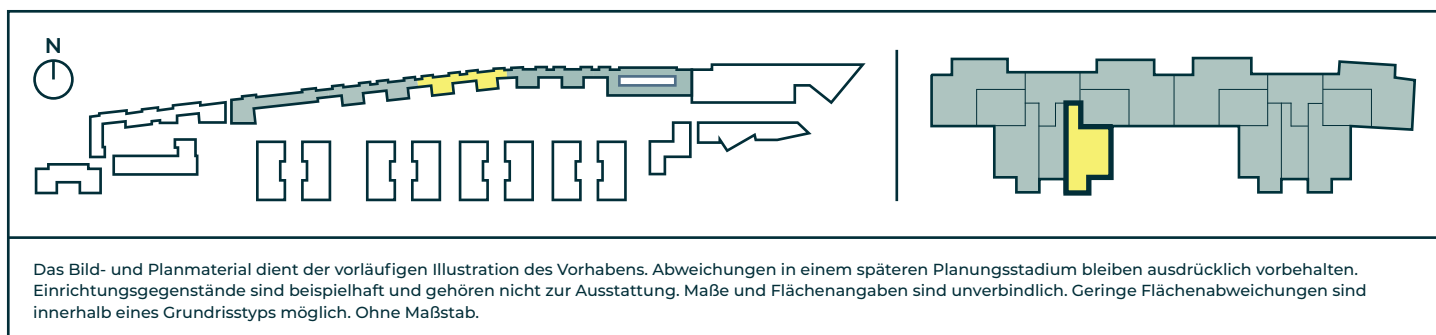 N
Das Bild- und Planmaterial dient der vorläufigen Illustration des Vorhabens. Abweichungen in einem späteren Planungsstadium bleiben ausdrücklich vorbehalten.
Einrichtungsgegenstände sind beispielhaft und gehören nicht zur Ausstattung. Maße und Flächenangaben sind unverbindlich. Geringe Flächenabweichungen sind
innerhalb eines Grundrisstyps möglich. Ohne Maßstab.